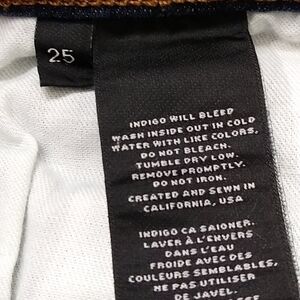 25
INDIGO WILL BLEED
WASH INSIDE OUT IN COLD
WATER WITH LIKE COLORS.
DO NOT BLEACH.
TUMBLE DRY LOW.
REMOVE PROMPTLY.
DO NOT IRON.
CREATED AND SEWN IN
CALIFORNIA, USA
INDIGO CA SAIGNER.
LAVER À L'ENVERS
DANS L'EAU
FROIDE AVEC DES
COULEURS SEMBLABLES.
NE PAS UTILISER
DE JAVEL.